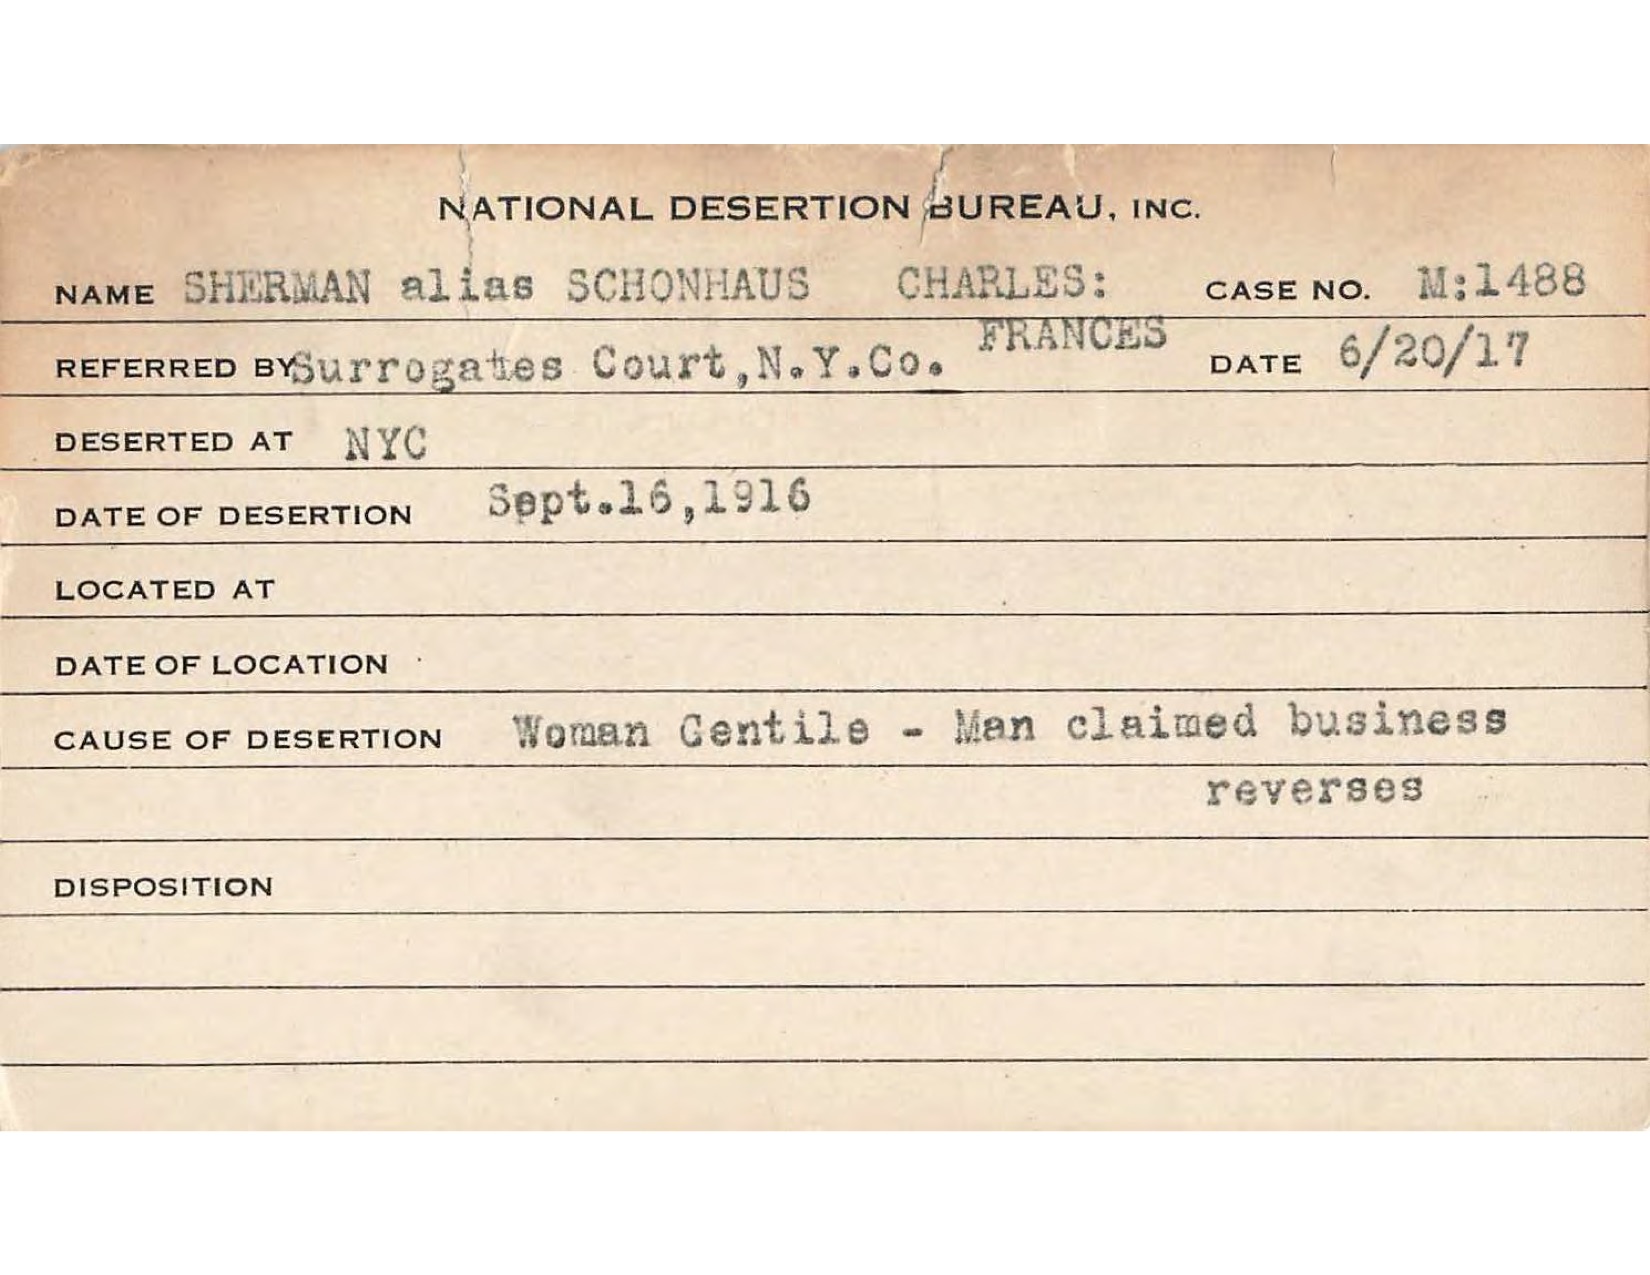 NATIONAL DESERTION BUREAU, INC.
NAME SHERMAN alias SCHONHAUS CHARLES: CASE NO. M:1488
FRANCES
REFERRED BY Surrogates Court,N.Y.Co. DATE 6/20/17
DESERTED AT NYC
DATE OF DESERTION Sept.16,1916
LOCATED AT
DATE OF LOCATION
CAUSE OF DESERTION Woman Gentile - Man claimed business
reverses
DISPOSITION